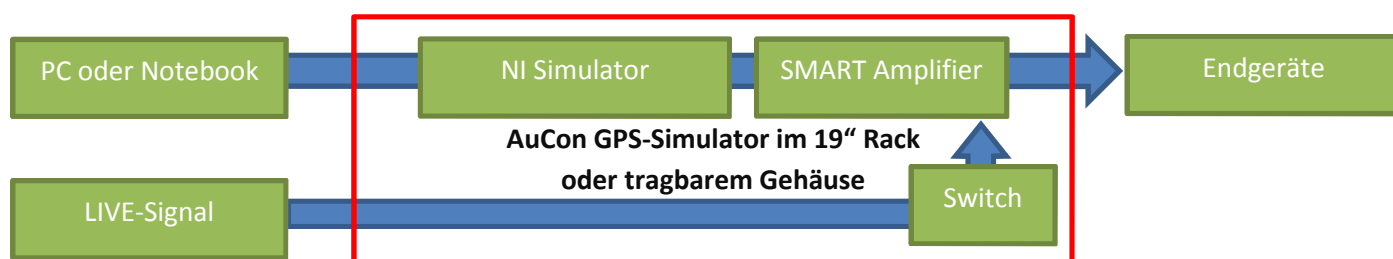 PC oder Notebook
NI Simulator
SMART Amplifier
Endgeräte
AuCon GPS-Simulator im 19“ Rack
oder tragbarem Gehäuse
LIVE-Signal
Switch